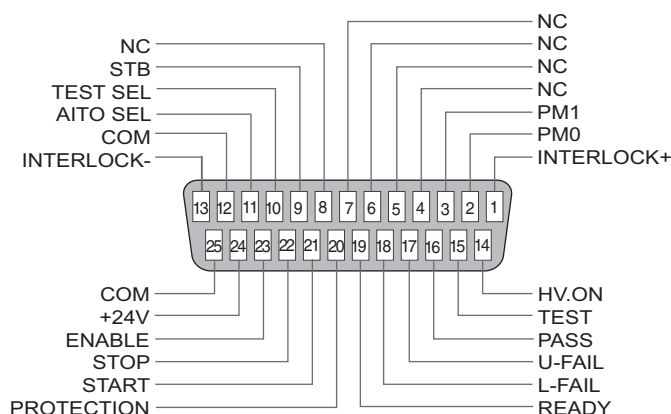 NC
NC
NC
NC
PM1
PM0
INTERLOCK+
NC
STB
TEST SEL
AITO SEL
COM
INTERLOCK-
13 12 11 10 9 8 7 6 5 4 3 2 1
25 24 23 22 21 20 19 18 17 16 15 14
COM
+24V
ENABLE
STOP
START
PROTECTION
HV.ON
TEST
PASS
U-FAIL
L-FAIL
READY